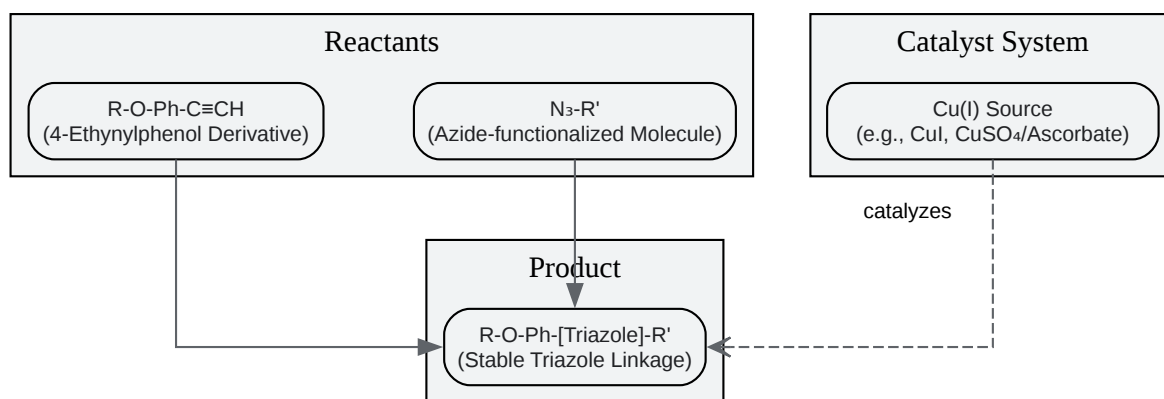 Reactants
R-O-Ph-C≡CH
(4-Ethynylphenol Derivative)
N₃-R'
(Azide-functionalized Molecule)
Catalyst System
Cu(I) Source
(e.g., CuI, CuSO₄/Ascorbate)
catalyzes
Product
R-O-Ph-[Triazole]-R'
(Stable Triazole Linkage)